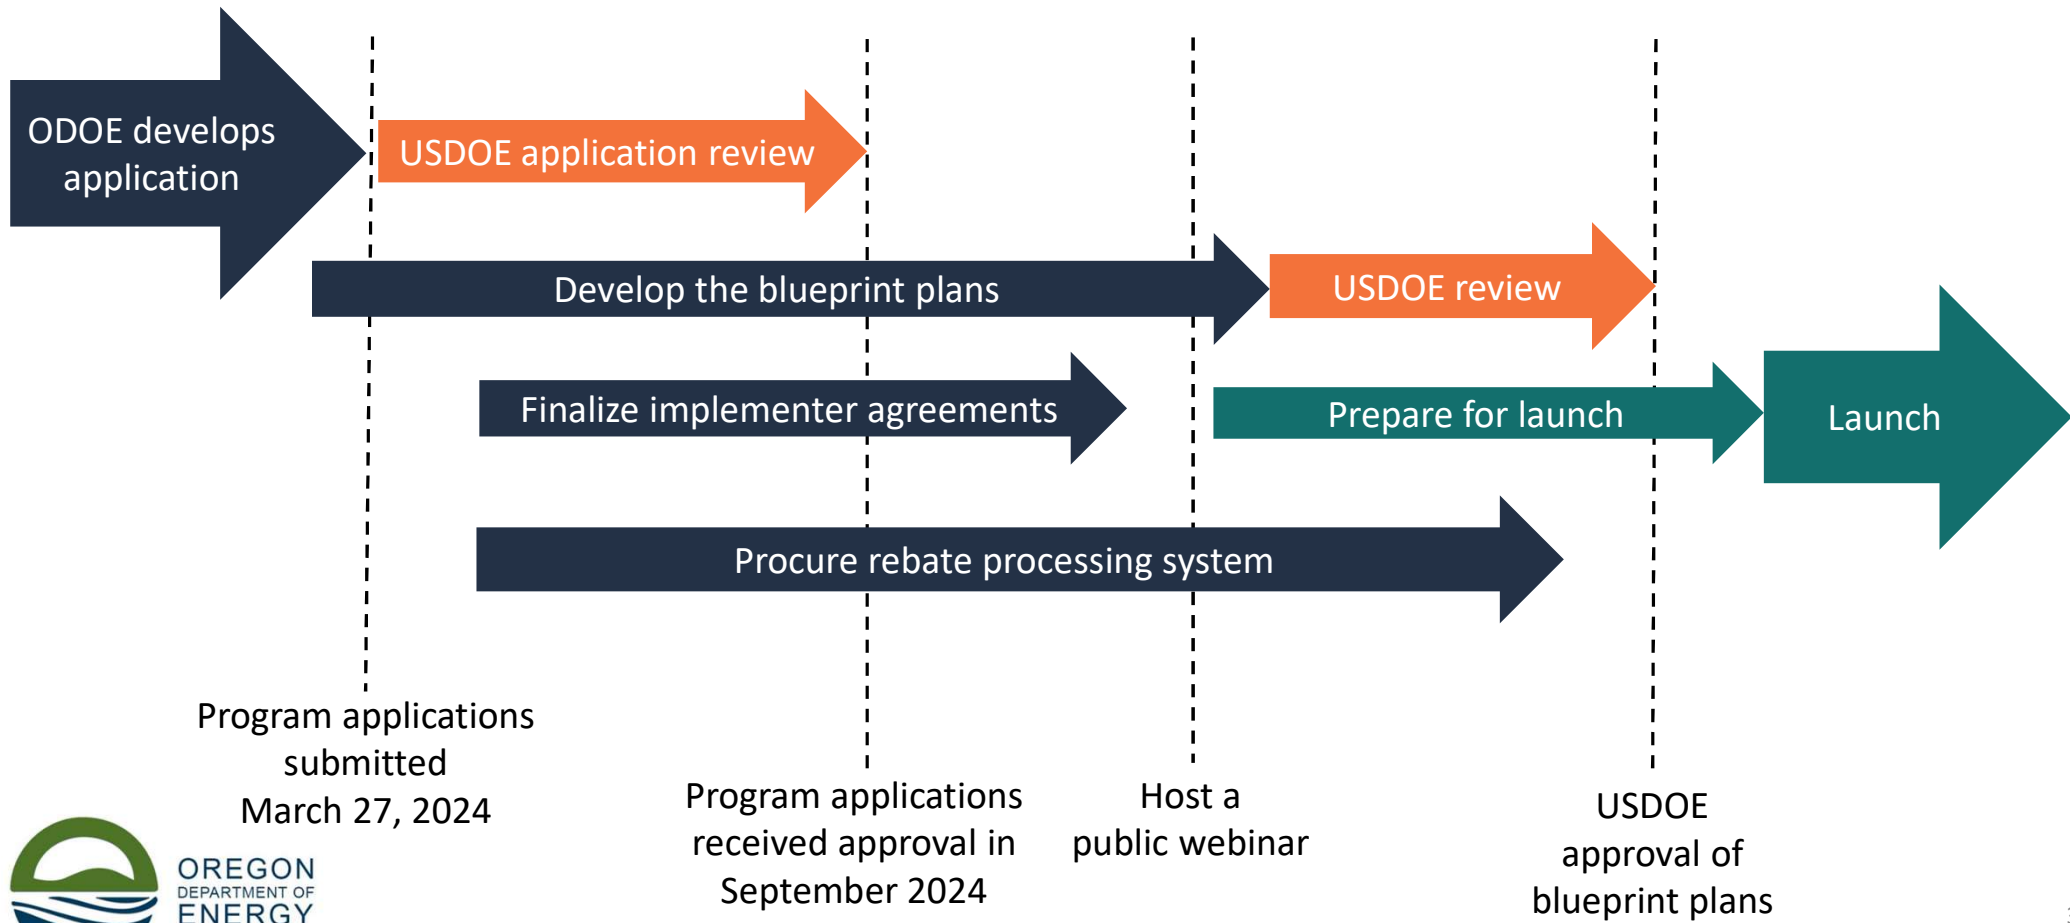 ODOE develops
application
USDOE application review
Develop the blueprint plans
USDOE review
Finalize implementer agreements
Prepare for launch
Launch
Procure rebate processing system
Program applications
submitted
March 27, 2024
Program applications
received approval in
September 2024
Host a
public webinar
USDOE
approval of
blueprint plans
OREGON
DEPARTMENT OF
ENERGY